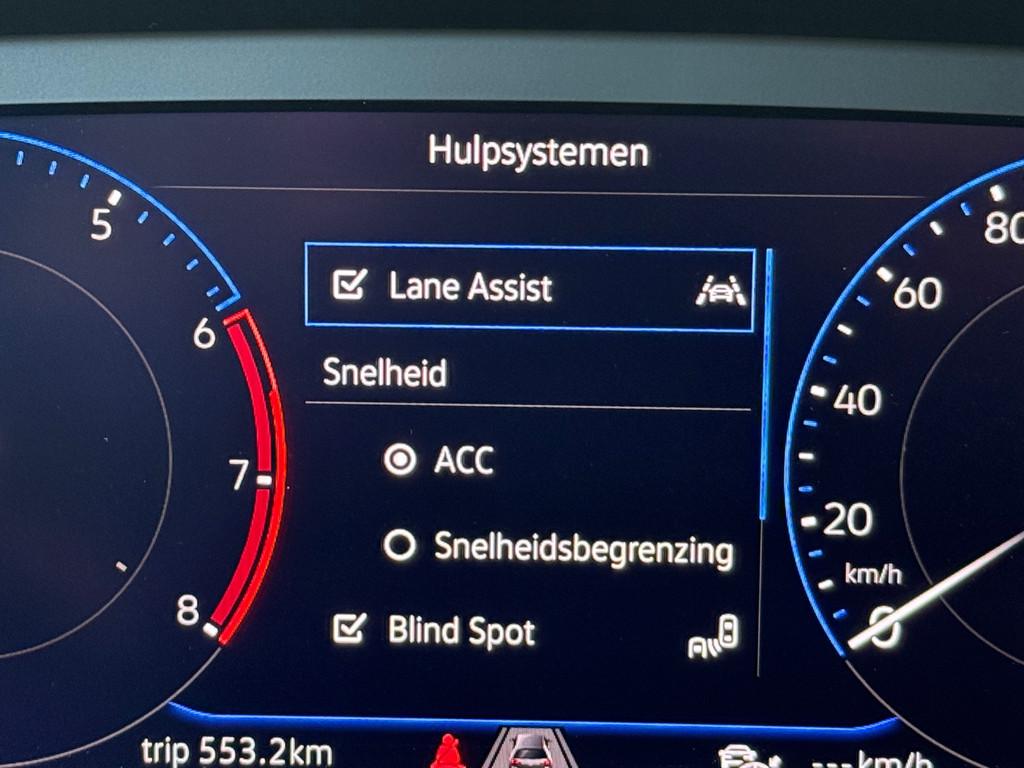 Hulpsystemen
5
6
7
8
Lane Assist
Snelheid
ACC
Snelheidsbegrenzing
Blind Spot
80
60
40
20
km/h
0
trip 553.2km
---km/h